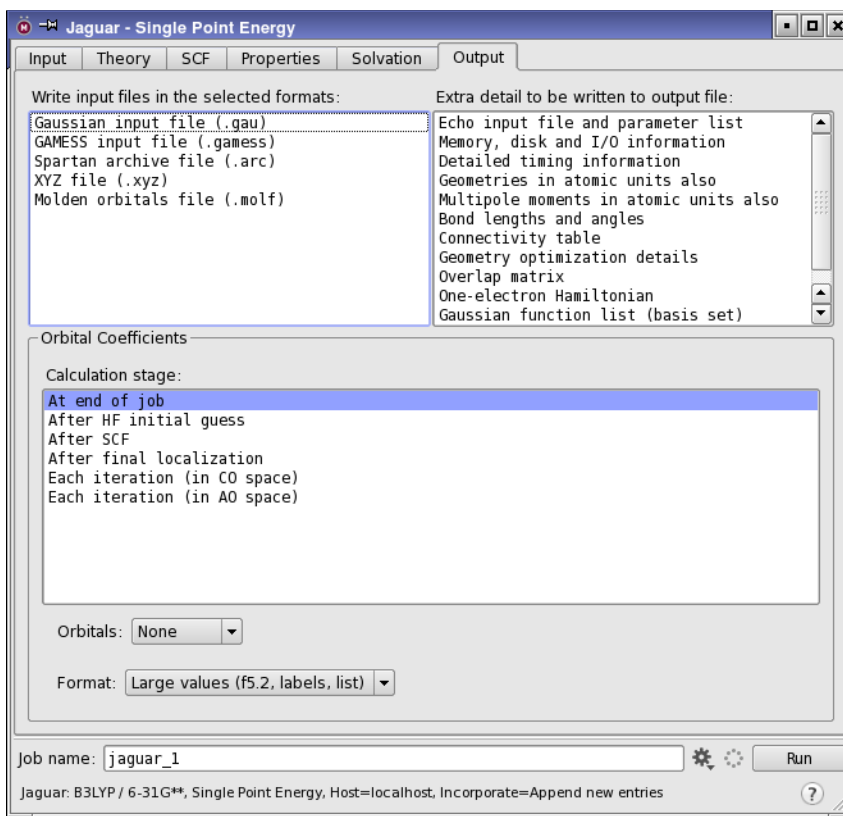 Jaguar - Single Point Energy
Input Theory SCF Properties Solvation Output
Write input files in the selected formats:
Gaussian input file (.gau)
GAMESS input file (.gamess)
Spartan archive file (.arc)
XYZ file (.xyz)
Molden orbitals file (.molf)
Extra detail to be written to output file:
Echo input file and parameter list
Memory, disk and I/O information
Detailed timing information
Geometries in atomic units also
Multipole moments in atomic units also
Bond lengths and angles
Connectivity table
Geometry optimization details
Overlap matrix
One-electron Hamiltonian
Gaussian function list (basis set)
Orbital Coefficients
Calculation stage:
At end of job
After HF initial guess
After SCF
After final localization
Each iteration (in CO space)
Each iteration (in AO space)
Orbitals: None
Format: Large values (f5.2, labels, list)
Job name: jaguar_1 Run
Jaguar: B3LYP / 6-31G**, Single Point Energy, Host=localhost, Incorporate=Append new entries ?